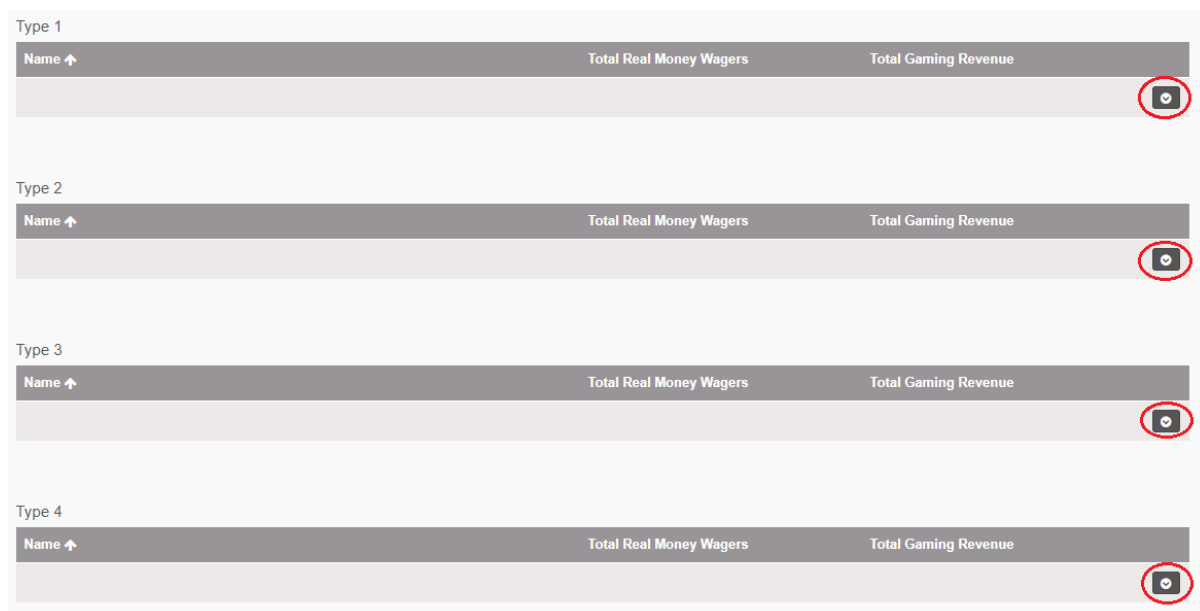 Type 1
Name Total Real Money Wagers Total Gaming Revenue
Type 2
Name Total Real Money Wagers Total Gaming Revenue
Type 3
Name Total Real Money Wagers Total Gaming Revenue
Type 4
Name Total Real Money Wagers Total Gaming Revenue